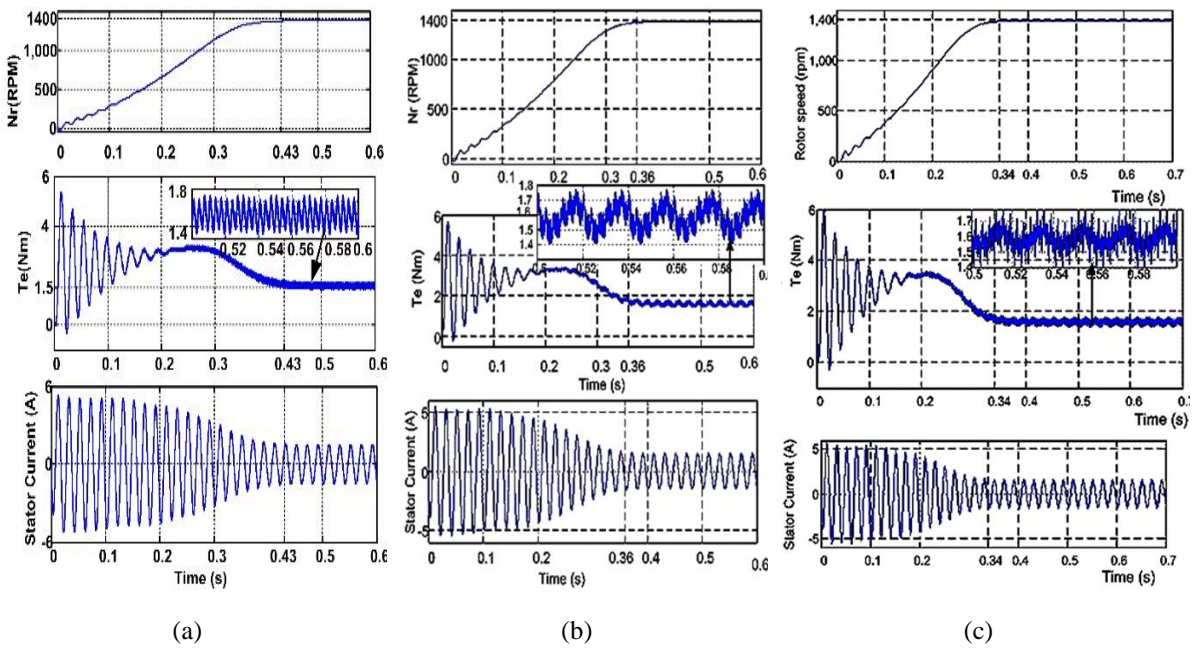 1400
1,000
500
0
Nr(RPM)
0 0.1 0.2 0.3 0.43 0.5 0.6
6
4
1.5
0
Te(Nm)
1.8
1.4
0.52 0.54 0.56 0.58 0.6
0 0.1 0.2 0.3 0.43 0.5 0.6
6
0
-6
Stator Current (A)
0 0.1 0.2 0.3 0.43 0.5 0.6
Time (s)
(a)
1400
1000
500
0
Nr (RPM)
0 0.1 0.2 0.3 0.36 0.5 0.6
6
4
2
0
Te (Nm)
1.8
1.7
1.6
1.5
1.4
0.52 0.54 0.56 0.58
0 0.1 0.2 0.3 0.36 0.5 0.6
Time (s)
5
0
-5
Stator Current (A)
0 0.1 0.2 0.36 0.4 0.5 0.6
Time (s)
(b)
1,400
1,000
500
0
Rotor speed (rpm)
0 0.1 0.2 0.34 0.4 0.5 0.6 0.7
Time (s)
6
4
2
0
Te (Nm)
1.7
1.6
1.5
0.5 0.52 0.54 0.56 0.58
0 0.1 0.2 0.34 0.4 0.5 0.6 0.7
Time (s)
5
0
-5
Stator Current (A)
0 0.1 0.2 0.34 0.4 0.5 0.6 0.7
Time (s)
(c)